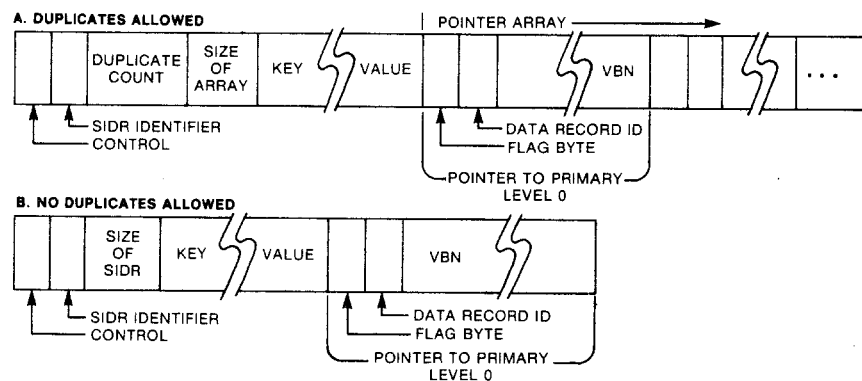 A. DUPLICATES ALLOWED
POINTER ARRAY
DUPLICATE
COUNT
SIZE
OF
ARRAY
KEY
VALUE
VBN
...
SIDR IDENTIFIER
CONTROL
DATA RECORD ID
FLAG BYTE
POINTER TO PRIMARY
LEVEL 0
B. NO DUPLICATES ALLOWED
SIZE
OF
SIDR
KEY
VALUE
VBN
SIDR IDENTIFIER
CONTROL
DATA RECORD ID
FLAG BYTE
POINTER TO PRIMARY
LEVEL 0